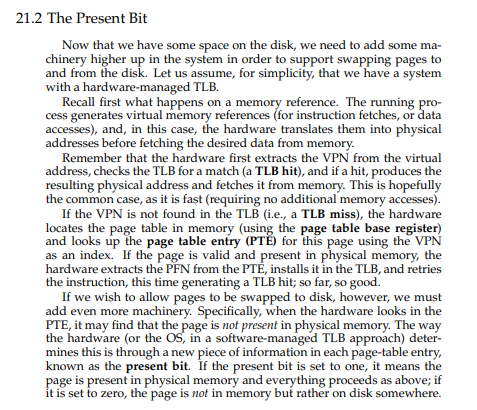 21.2 The Present Bit
Now that we have some space on the disk, we need to add some ma-
chinery higher up in the system in order to support swapping pages to
and from the disk. Let us assume, for simplicity, that we have a system
with a hardware-managed TLB.
Recall first what happens on a memory reference. The running pro-
cess generates virtual memory references (for instruction fetches, or data
accesses), and, in this case, the hardware translates them into physical
addresses before fetching the desired data from memory.
Remember that the hardware first extracts the VPN from the virtual
address, checks the TLB for a match (a TLB hit), and if a hit, produces the
resulting physical address and fetches it from memory. This is hopefully
the common case, as it is fast (requiring no additional memory accesses).
If the VPN is not found in the TLB (i.e., a TLB miss), the hardware
locates the page table in memory (using the page table base register)
and looks up the page table entry (PTE) for this page using the VPN
as an index. If the page is valid and present in physical memory, the
hardware extracts the PFN from the PTE, installs it in the TLB, and retries
the instruction, this time generating a TLB hit; so far, so good.
If we wish to allow pages to be swapped to disk, however, we must
add even more machinery. Specifically, when the hardware looks in the
PTE, it may find that the page is not present in physical memory. The way
the hardware (or the OS, in a software-managed TLB approach) deter-
mines this is through a new piece of information in each page-table entry,
known as the present bit. If the present bit is set to one, it means the
page is present in physical memory and everything proceeds as above; if
it is set to zero, the page is not in memory but rather on disk somewhere.